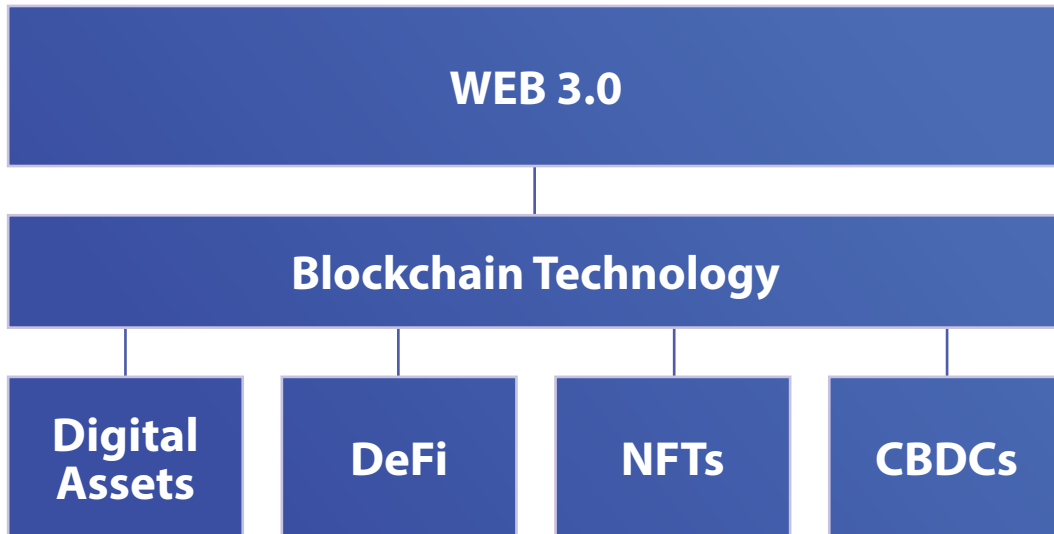 WEB 3.0
Blockchain Technology
Digital
Assets
DeFi
NFTs
CBDCs